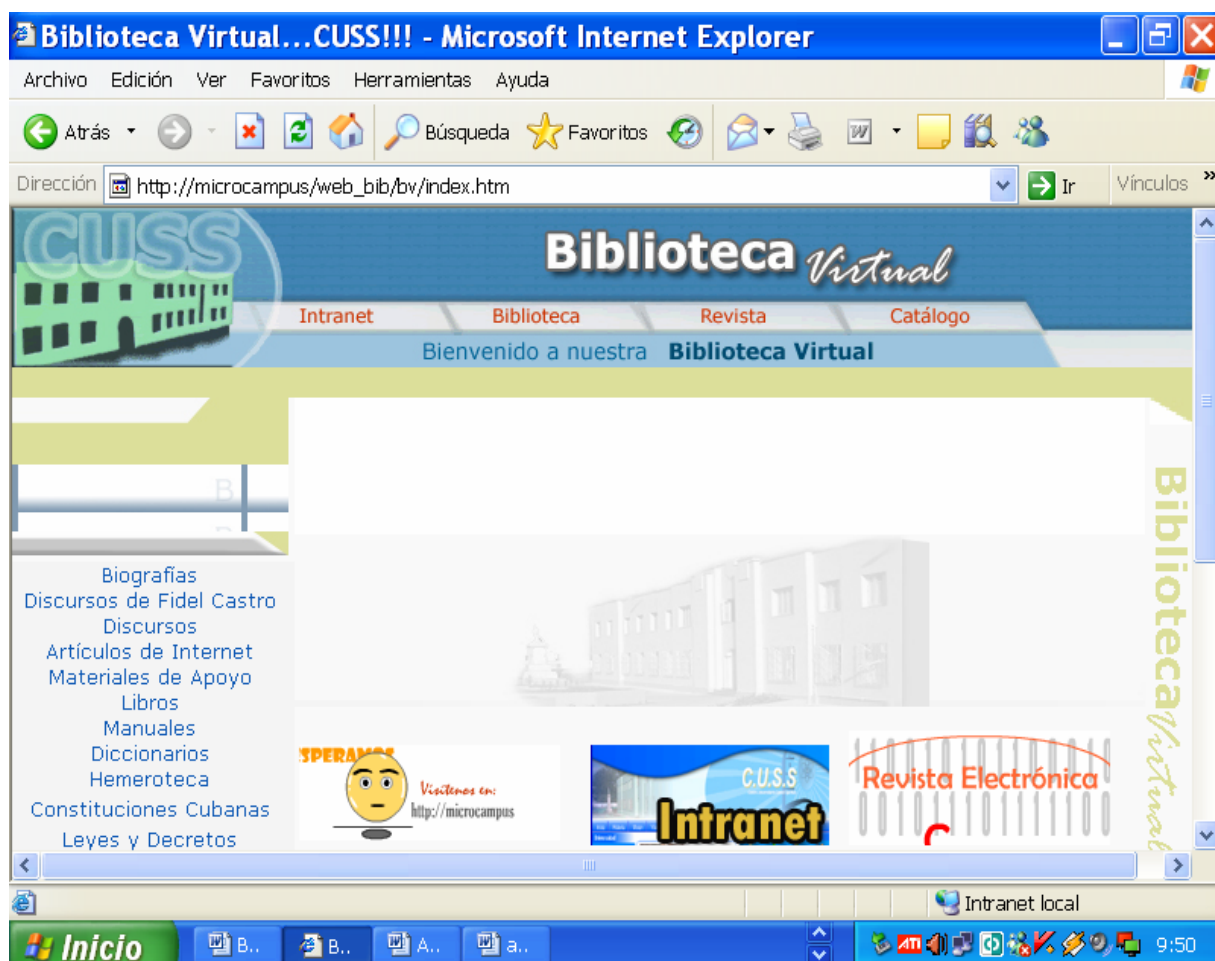 Biblioteca Virtual...CUSS!!! - Microsoft Internet Explorer
Archivo Edición Ver Favoritos Herramientas Ayuda
Atrás Búsqueda Favoritos
Dirección http://microcampus/web_bib/bv/index.htm Ir Vínculos »
CUSS
Biblioteca Virtual
Intranet Biblioteca Revista Catálogo
Bienvenido a nuestra Biblioteca Virtual
B
Biblioteca Virtual
Biografías
Discursos de Fidel Castro
Discursos
Artículos de Internet
Materiales de Apoyo
Libros
Manuales
Diccionarios
Hemeroteca
Constituciones Cubanas
Leyes y Decretos
Visítenos en:
http://microcampus
C.U.S.S
Intranet
Revista Electrónica
Intranet local
Inicio B.. B.. A.. a.. ATI 9:50